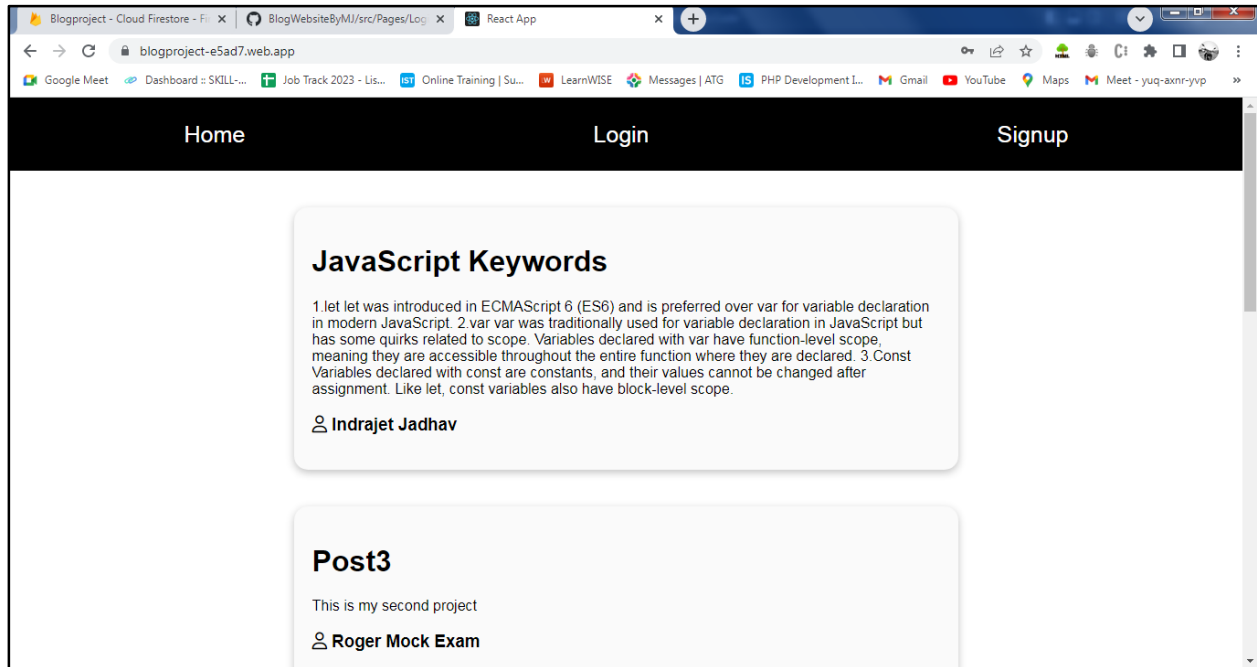 Blogproject - Cloud Firestore - Fi
BlogWebsiteByMJ/src/Pages/Log
React App
blogproject-e5ad7.web.app
Google Meet
Dashboard :: SKILL-...
Job Track 2023 - Lis...
IST
Online Training | Su...
LearnWISE
Messages | ATG
IS
PHP Development I...
Gmail
YouTube
Maps
Meet - yuq-axnr-yvp
»
Home
Login
Signup
JavaScript Keywords
1.let let was introduced in ECMAScript 6 (ES6) and is preferred over var for variable declaration
in modern JavaScript. 2.var var was traditionally used for variable declaration in JavaScript but
has some quirks related to scope. Variables declared with var have function-level scope,
meaning they are accessible throughout the entire function where they are declared. 3.Const
Variables declared with const are constants, and their values cannot be changed after
assignment. Like let, const variables also have block-level scope.
Indrajet Jadhav
Post3
This is my second project
Roger Mock Exam